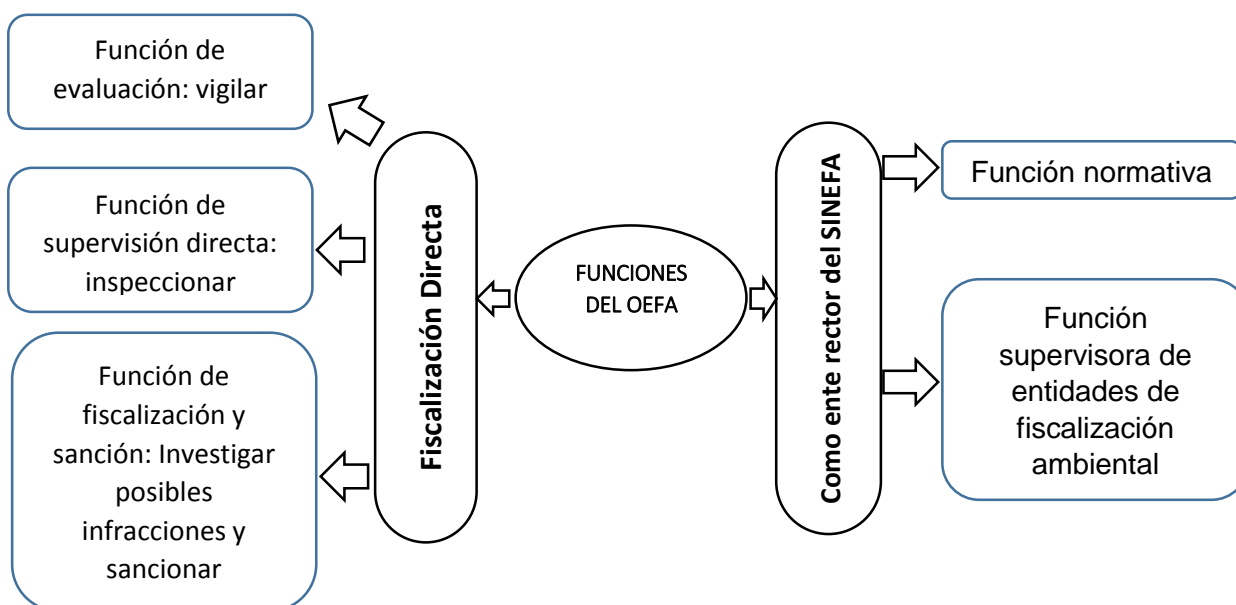 Función de
evaluación: vigilar
Función de
supervisión directa:
inspeccionar
Función de
fiscalización y
sanción: Investigar
posibles
infracciones y
sancionar
Fiscalización Directa
FUNCIONES
DEL OEFA
Como ente rector del SINEFA
Función normativa
Función
supervisora de
entidades de
fiscalización
ambiental